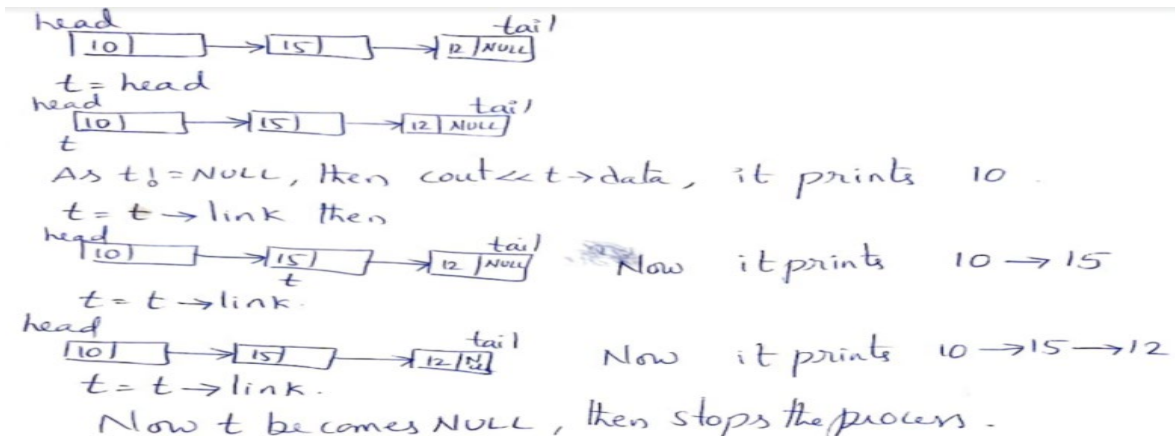 head tail
10 15 12 NULL
t = head
head tail
10 15 12 NULL
t
As t!=NULL, then cout<<t→data, it prints 10.
t = t → link then
head tail
10 15 12 NULL Now it prints 10 → 15
t
t = t → link.
head tail
10 15 12 Now it prints 10 → 15 → 12
t = t → link.
Now t becomes NULL, then stops the process.